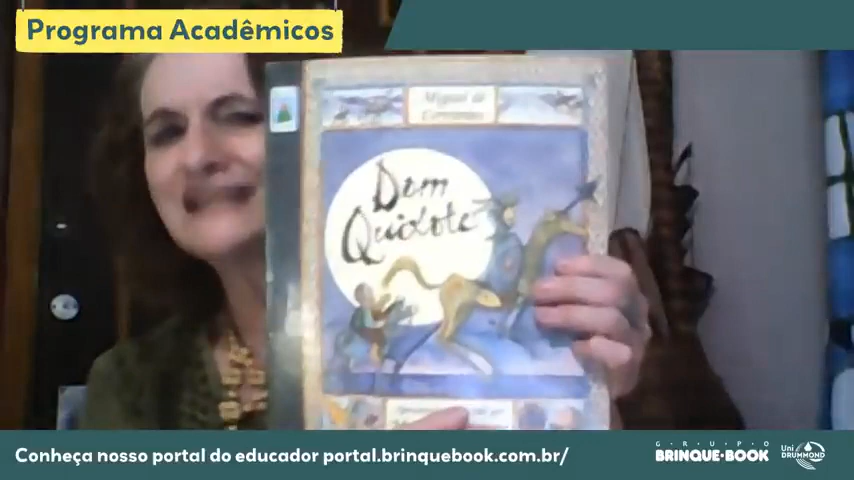 Programa Acadêmicos
Miguel de
Cervantes
Dom
Quixote
Conheça nosso portal do educador portal.brinquebook.com.br/
GRUPO
BRINQUE-BOOK
Uni
DRUMMOND